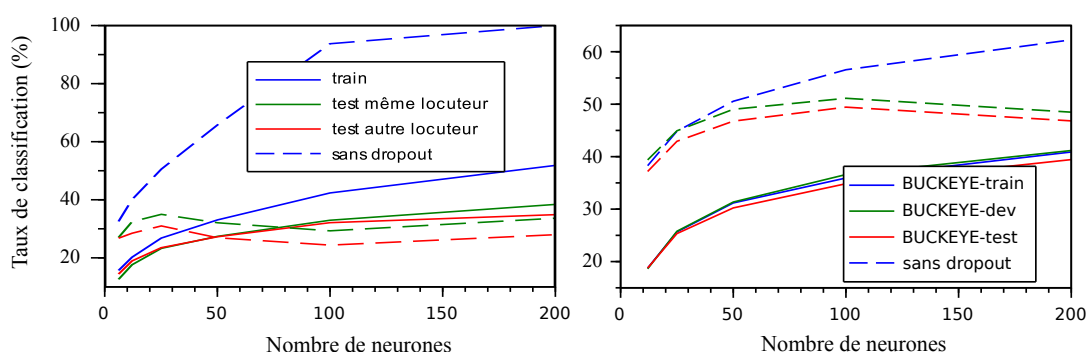 Taux de classification (%)
100
80
60
40
20
0
50
100
150
200
Nombre de neurones
train
test même locuteur
test autre locuteur
sans dropout
60
50
40
30
20
0
50
100
150
200
Nombre de neurones
BUCKEYE-train
BUCKEYE-dev
BUCKEYE-test
sans dropout